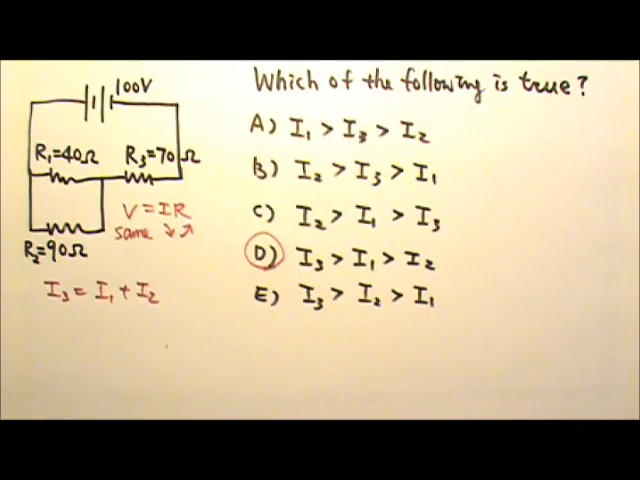 100V
R₁=40Ω
R₃=70Ω
V=IR
same ↘↗
R₂=90Ω
I₃ = I₁ + I₂
Which of the following is true?
A) I₁ > I₃ > I₂
B) I₂ > I₃ > I₁
C) I₂ > I₁ > I₃
D) I₃ > I₁ > I₂
E) I₃ > I₂ > I₁